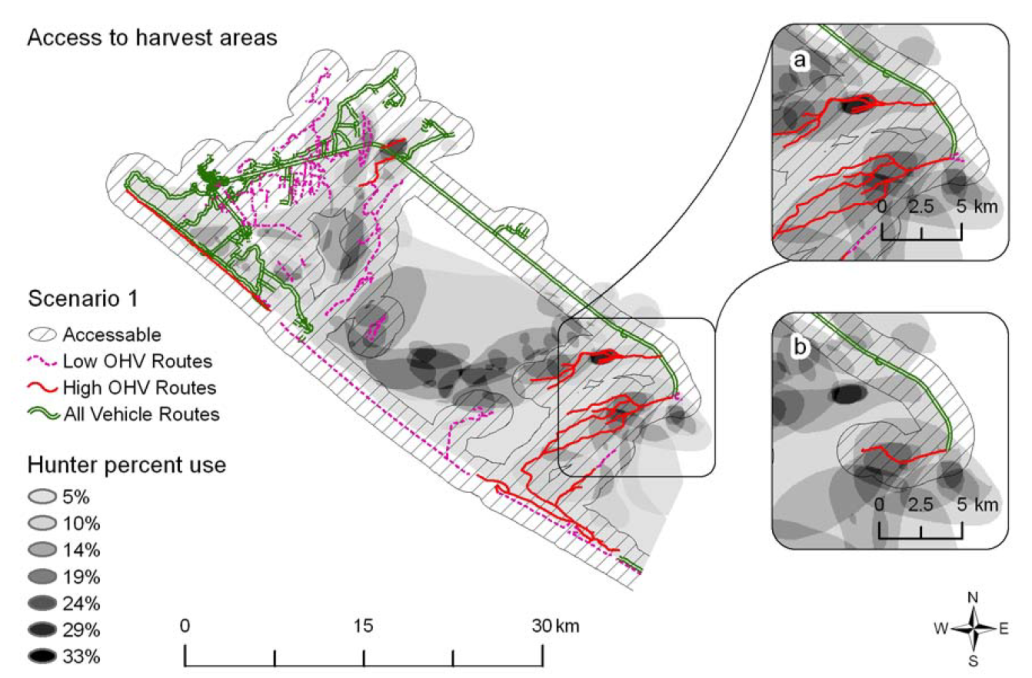 Access to harvest areas
Scenario 1
Accessable
Low OHV Routes
High OHV Routes
All Vehicle Routes
Hunter percent use
5%
10%
14%
19%
24%
29%
33%
0 15 30 km
a
0 2.5 5 km
b
0 2.5 5 km
N
W E
S